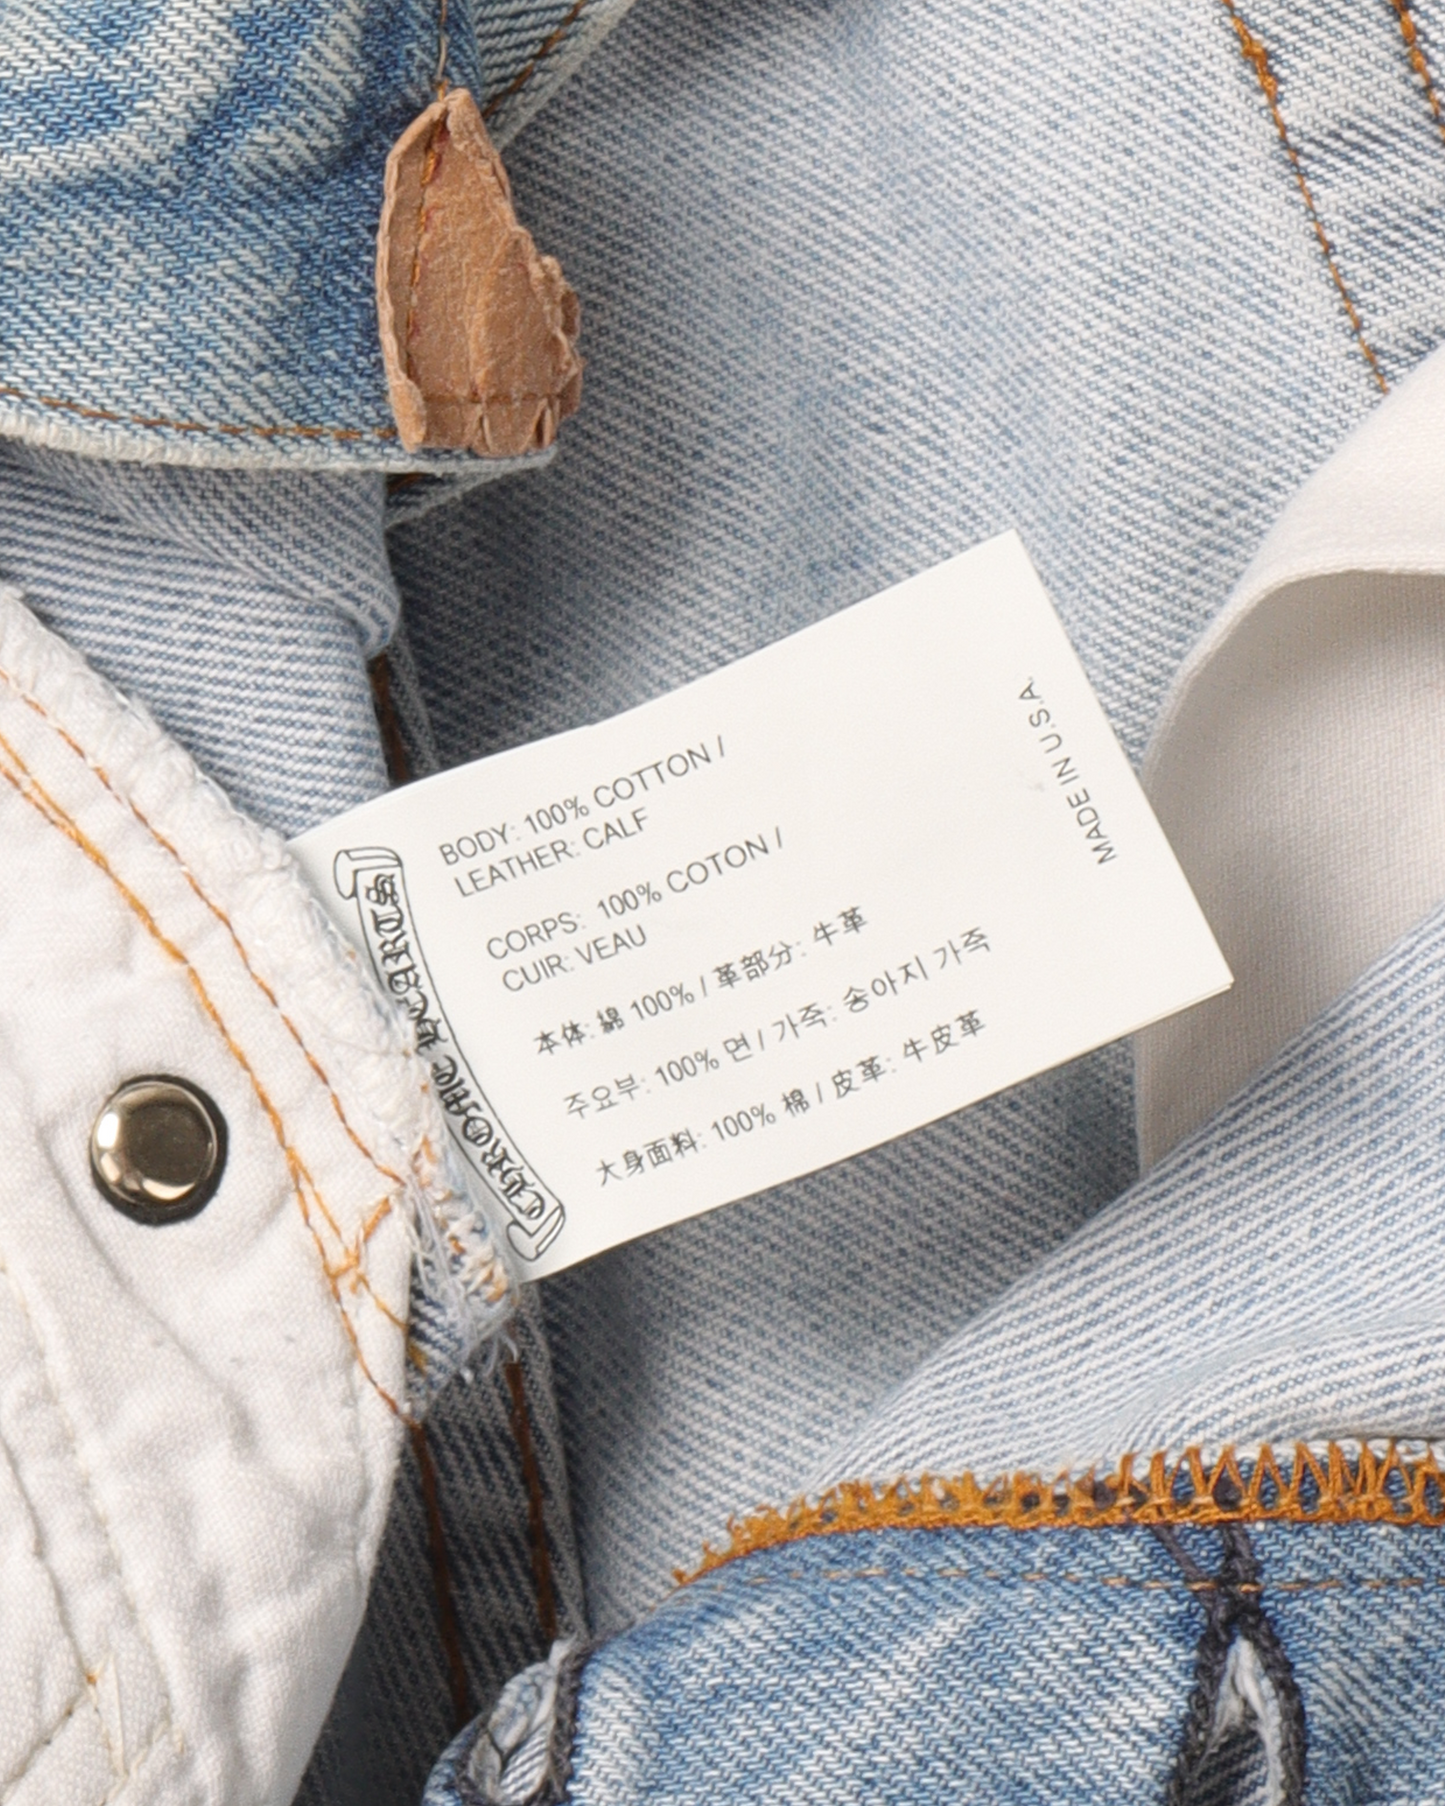 CHROME HEARTS
BODY: 100% COTTON /
LEATHER: CALF
CORPS: 100% COTON /
CUIR: VEAU
本体: 綿 100% / 革部分: 牛革
주요부: 100% 면 / 가죽: 송아지 가죽
大身面料: 100% 棉 / 皮革: 牛皮革
MADE IN U.S.A.